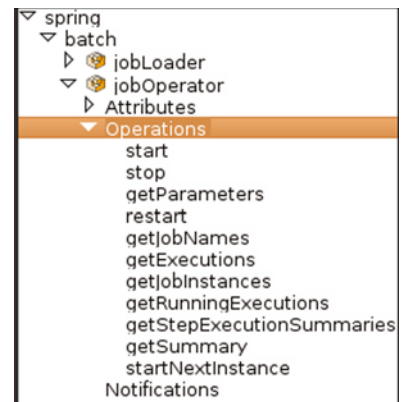 spring
batch
jobLoader
jobOperator
Attributes
Operations
start
stop
getParameters
restart
getJobNames
getExecutions
getJobInstances
getRunningExecutions
getStepExecutionSummaries
getSummary
startNextInstance
Notifications